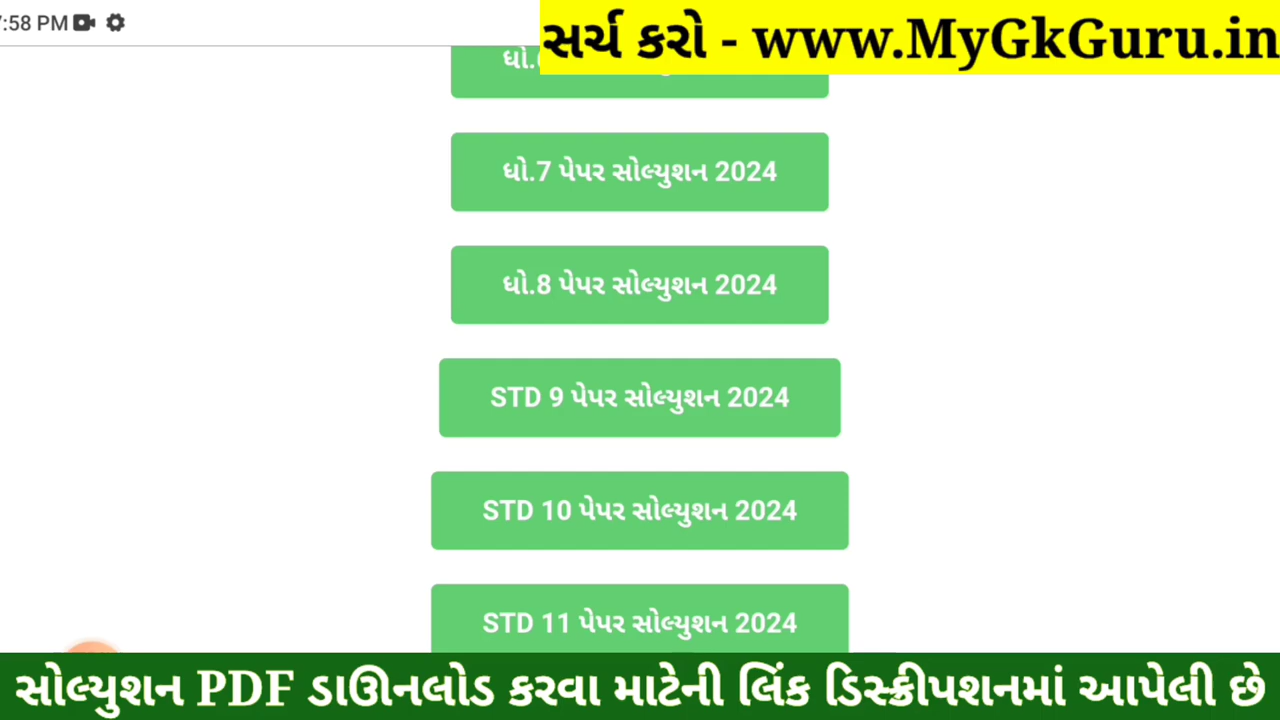 :58 PM
સર્ચ કરો - www.MyGkGuru.in
ધો.
ધો.7 પેપર સોલ્યુશન 2024
ધો.8 પેપર સોલ્યુશન 2024
STD 9 પેપર સોલ્યુશન 2024
STD 10 પેપર સોલ્યુશન 2024
STD 11 પેપર સોલ્યુશન 2024
સોલ્યુશન PDF ડાઊનલોડ કરવા માટેની લિંક ડિસ્ક્રીપશનમાં આપેલી છે